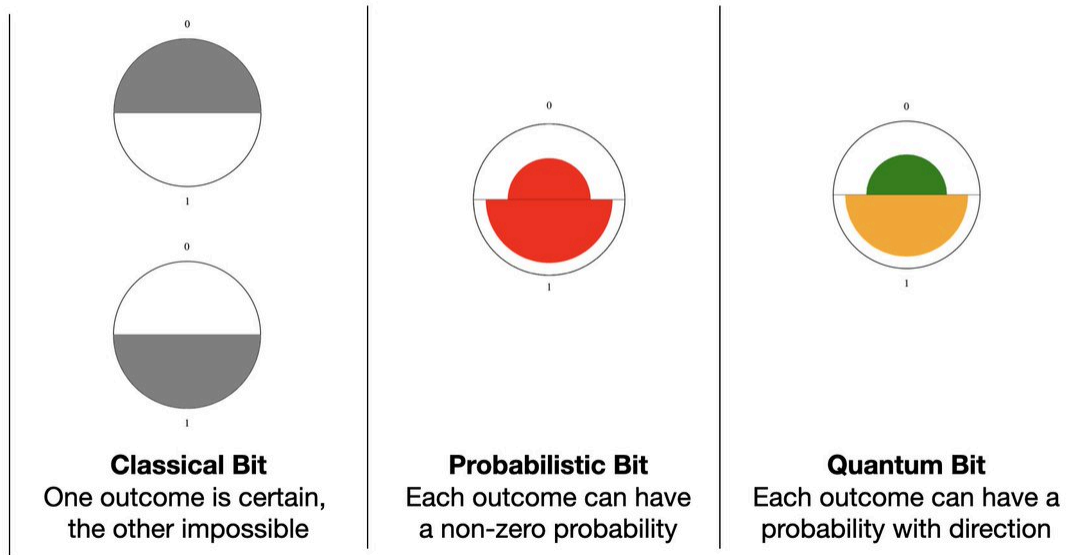 0
1
0
1
Classical Bit
One outcome is certain,
the other impossible
0
1
Probabilistic Bit
Each outcome can have
a non-zero probability
0
1
Quantum Bit
Each outcome can have a
probability with direction